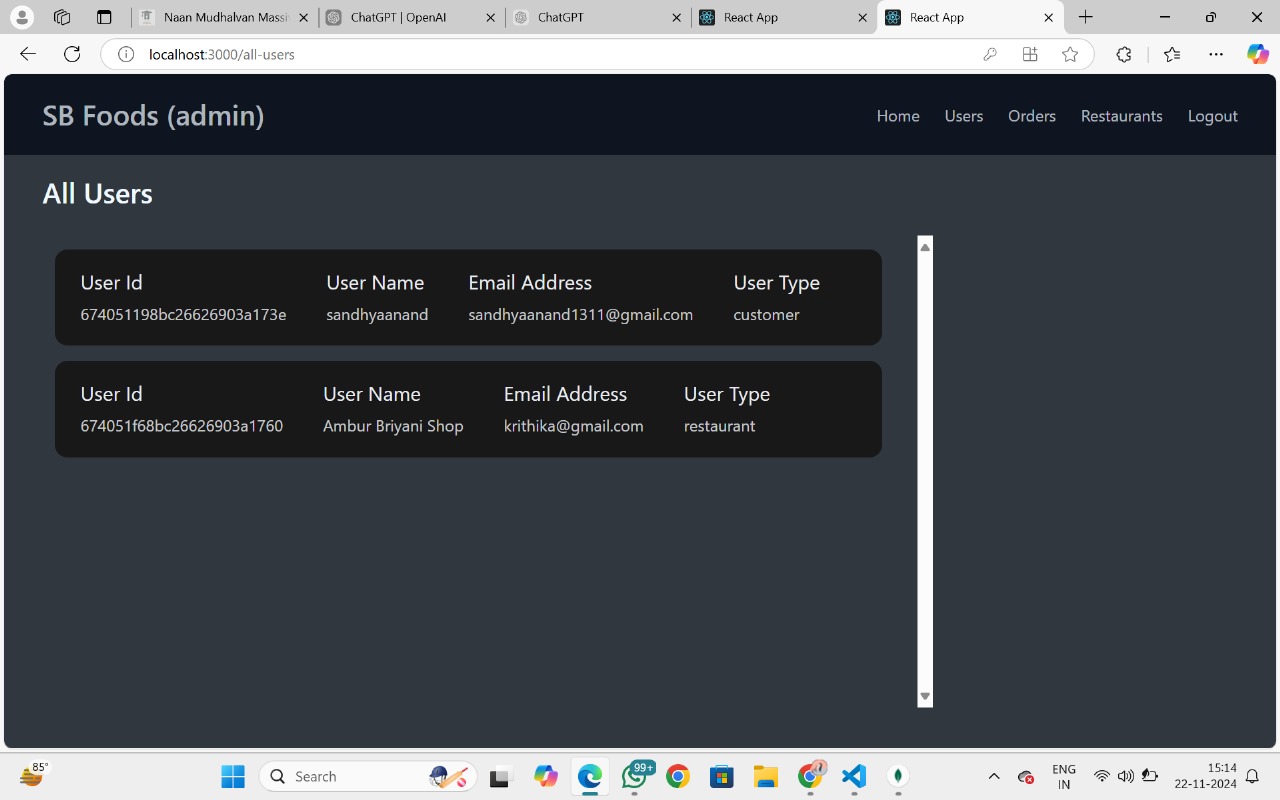 Naan Mudhalvan Massi
ChatGPT | OpenAI
ChatGPT
React App
React App
localhost:3000/all-users
SB Foods (admin)
Home Users Orders Restaurants Logout
All Users
User Id User Name Email Address User Type
674051198bc26626903a173e sandhyaanand sandhyaanand1311@gmail.com customer
User Id User Name Email Address User Type
674051f68bc26626903a1760 Ambur Briyani Shop krithika@gmail.com restaurant
85°
Search
99+
ENG
IN
15:14
22-11-2024